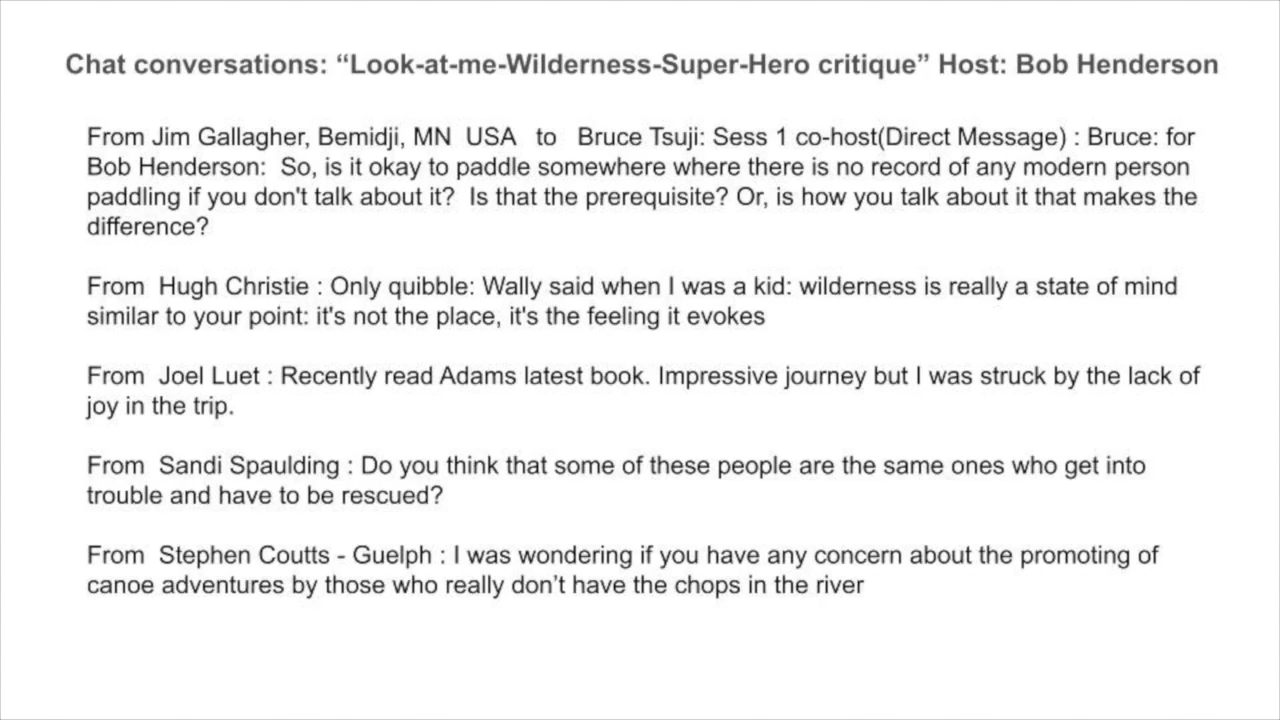 Chat conversations: “Look-at-me-Wilderness-Super-Hero critique” Host: Bob Henderson
From Jim Gallagher, Bemidji, MN  USA   to   Bruce Tsuji: Sess 1 co-host(Direct Message) : Bruce: for
Bob Henderson:  So, is it okay to paddle somewhere where there is no record of any modern person
paddling if you don't talk about it?  Is that the prerequisite? Or, is how you talk about it that makes the
difference?
From  Hugh Christie : Only quibble: Wally said when I was a kid: wilderness is really a state of mind
similar to your point: it's not the place, it's the feeling it evokes
From  Joel Luet : Recently read Adams latest book. Impressive journey but I was struck by the lack of
joy in the trip.
From  Sandi Spaulding : Do you think that some of these people are the same ones who get into
trouble and have to be rescued?
From  Stephen Coutts - Guelph : I was wondering if you have any concern about the promoting of
canoe adventures by those who really don’t have the chops in the river